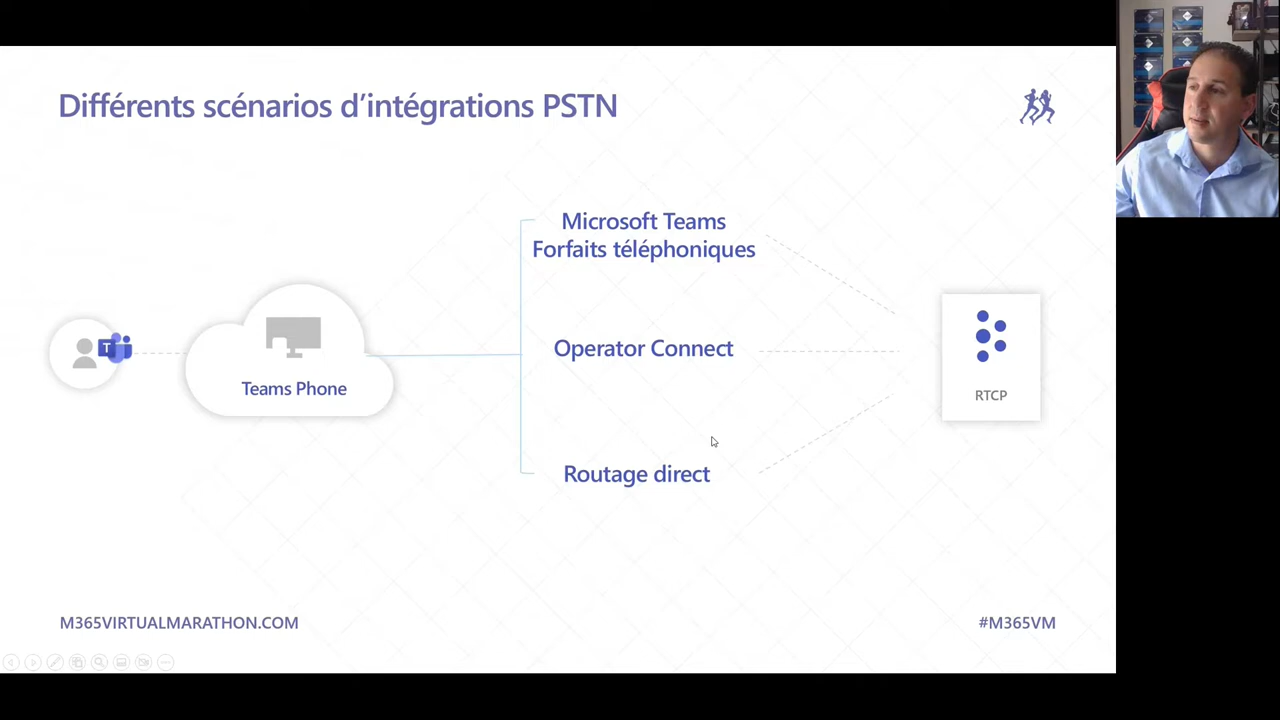 Différents scénarios d’intégrations PSTN
Microsoft Teams
Forfaits téléphoniques
T
Teams Phone
Operator Connect
RTCP
Routage direct
M365VIRTUALMARATHON.COM
#M365VM